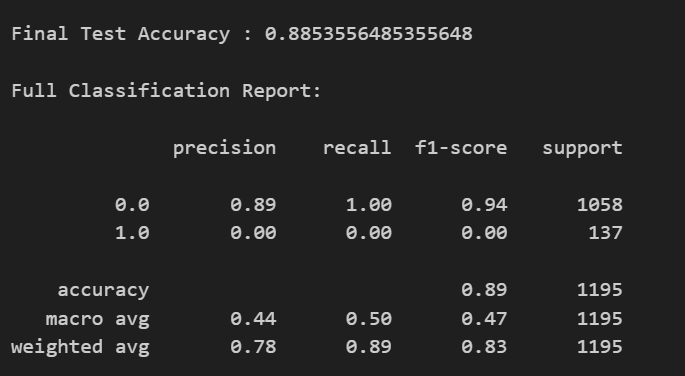 Final Test Accuracy : 0.8853556485355648
Full Classification Report:
precision recall f1-score support
0.0 0.89 1.00 0.94 1058
1.0 0.00 0.00 0.00 137
accuracy 0.89 1195
macro avg 0.44 0.50 0.47 1195
weighted avg 0.78 0.89 0.83 1195